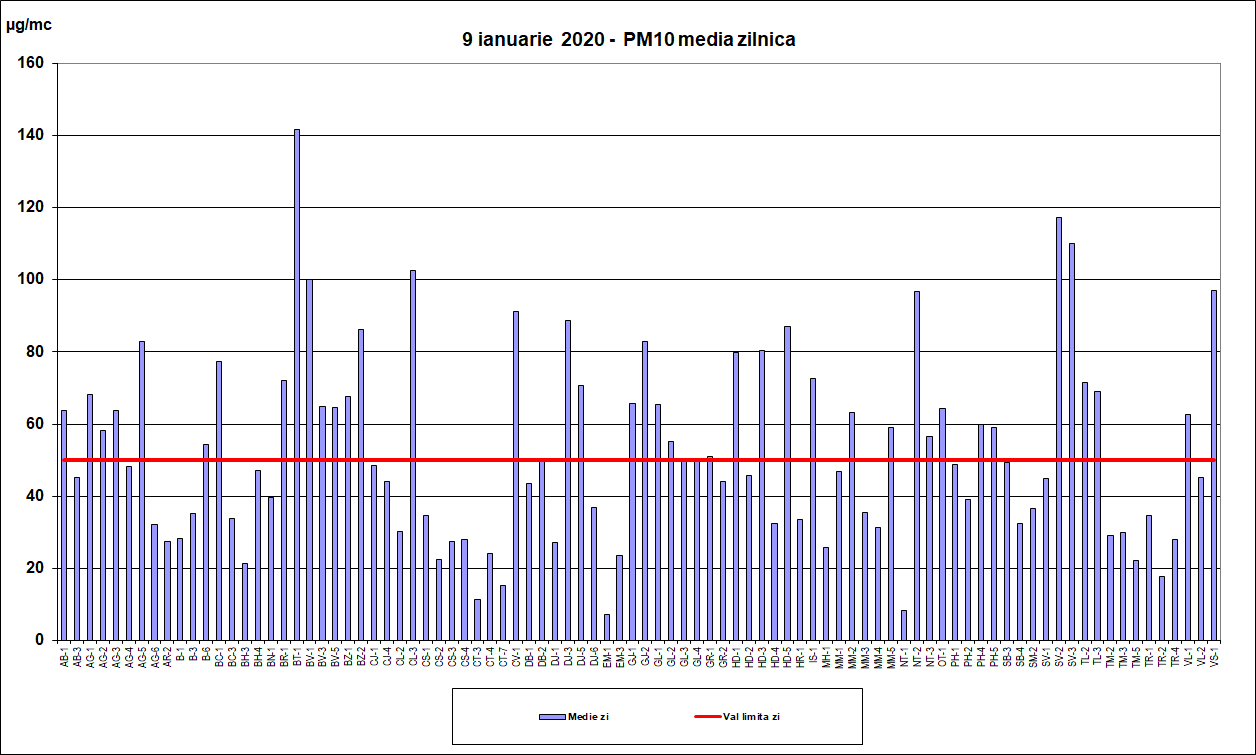 µg/mc
9 ianuarie 2020 - PM10 media zilnica
160
140
120
100
80
60
40
20
0
AB-1 AB-3 AG-1 AG-2 AG-3 AG-4 AG-5 AG-6 AR-2 B-1 B-3 B-6 BC-1 BC-3 BH-3 BH-4 BN-1 BR-1 BT-1 BV-1 BV-3 BV-5 BZ-1 BZ-2 CJ-1 CJ-4 CL-2 CL-3 CS-1 CS-2 CS-3 CS-4 CT-3 CT-4 CT-7 CV-1 DB-1 DB-2 DJ-1 DJ-3 DJ-5 DJ-6 EM-1 EM-3 GJ-1 GJ-2 GL-1 GL-2 GL-3 GL-4 GR-1 GR-2 HD-1 HD-2 HD-3 HD-4 HD-5 HR-1 IS-1 MH-1 MM-1 MM-2 MM-3 MM-4 MM-5 NT-1 NT-2 NT-3 OT-1 PH-1 PH-2 PH-4 PH-5 SB-3 SB-4 SM-2 SV-1 SV-2 SV-3 TL-2 TL-3 TM-2 TM-3 TM-5 TR-1 TR-2 TR-4 VL-1 VL-2 VS-1
Medie zi Val limita zi